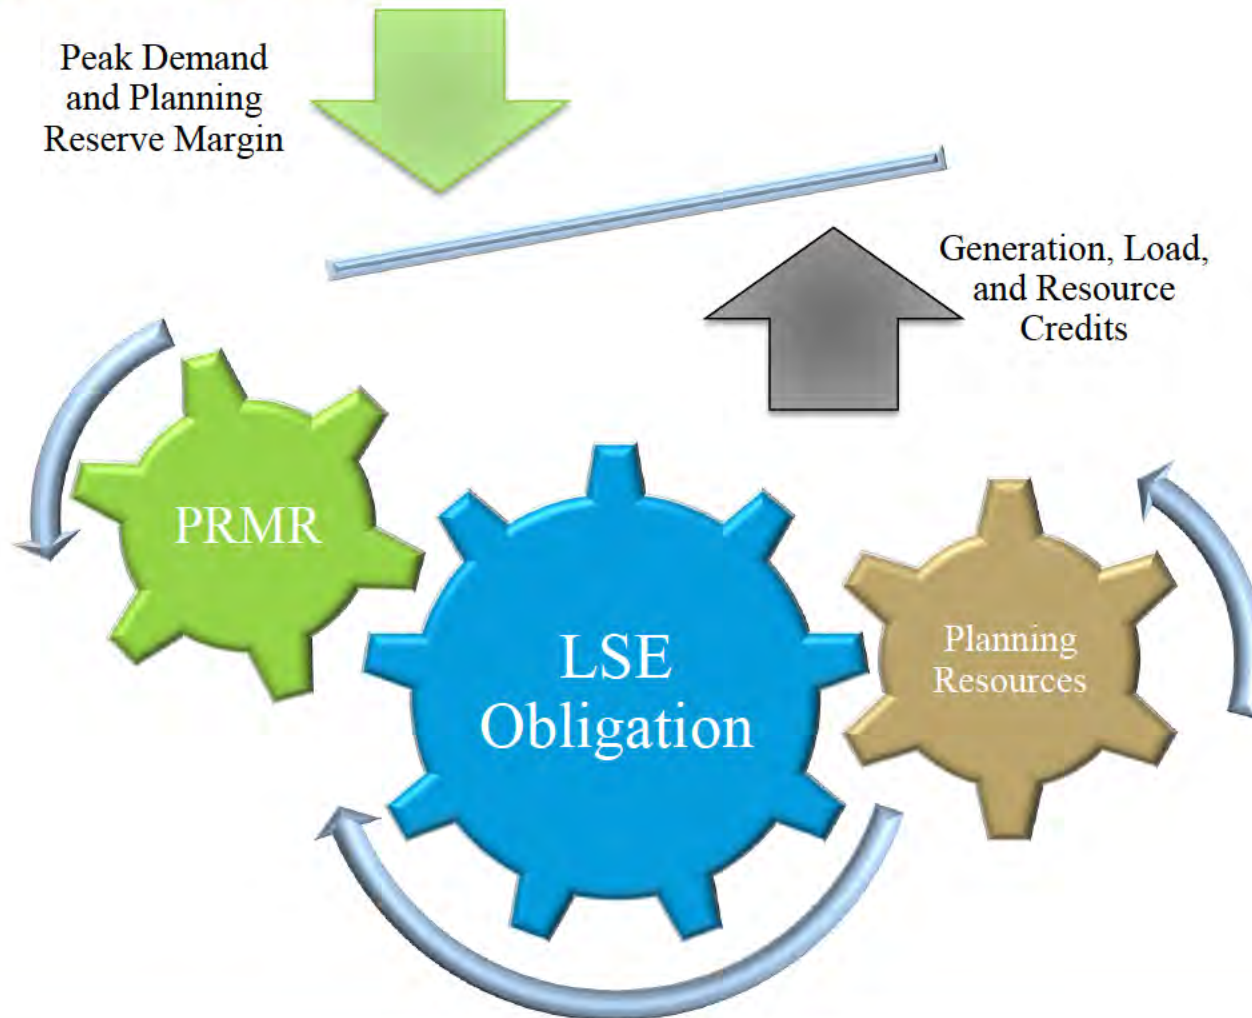 Peak Demand
and Planning
Reserve Margin
Generation, Load,
and Resource
Credits
PRMR
LSE
Obligation
Planning
Resources